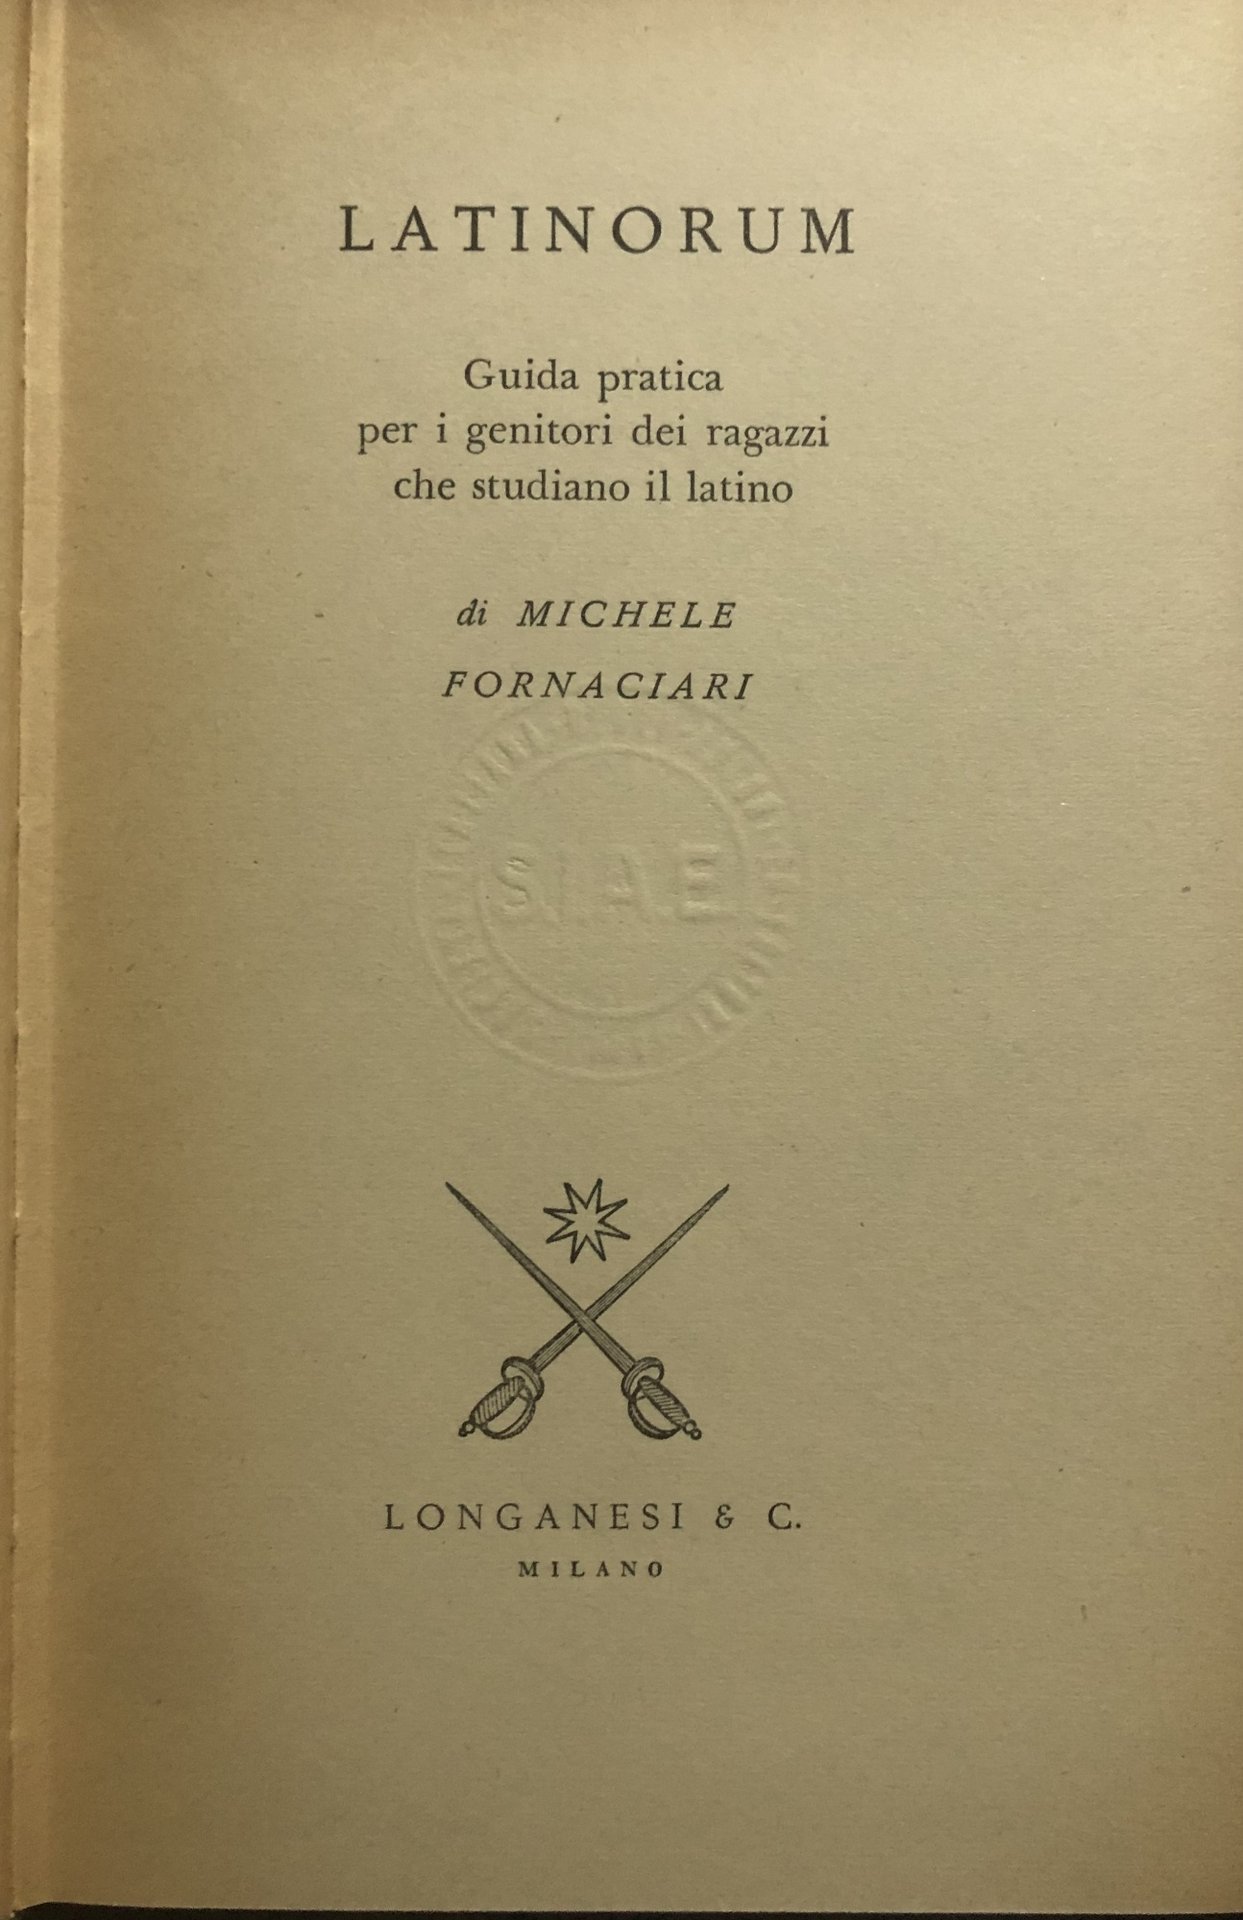 LATINORUM
Guida pratica
per i genitori dei ragazzi
che studiano il latino
di MICHELE
FORNACIARI
S.I.A.E
LONGANESI & C.
MILANO